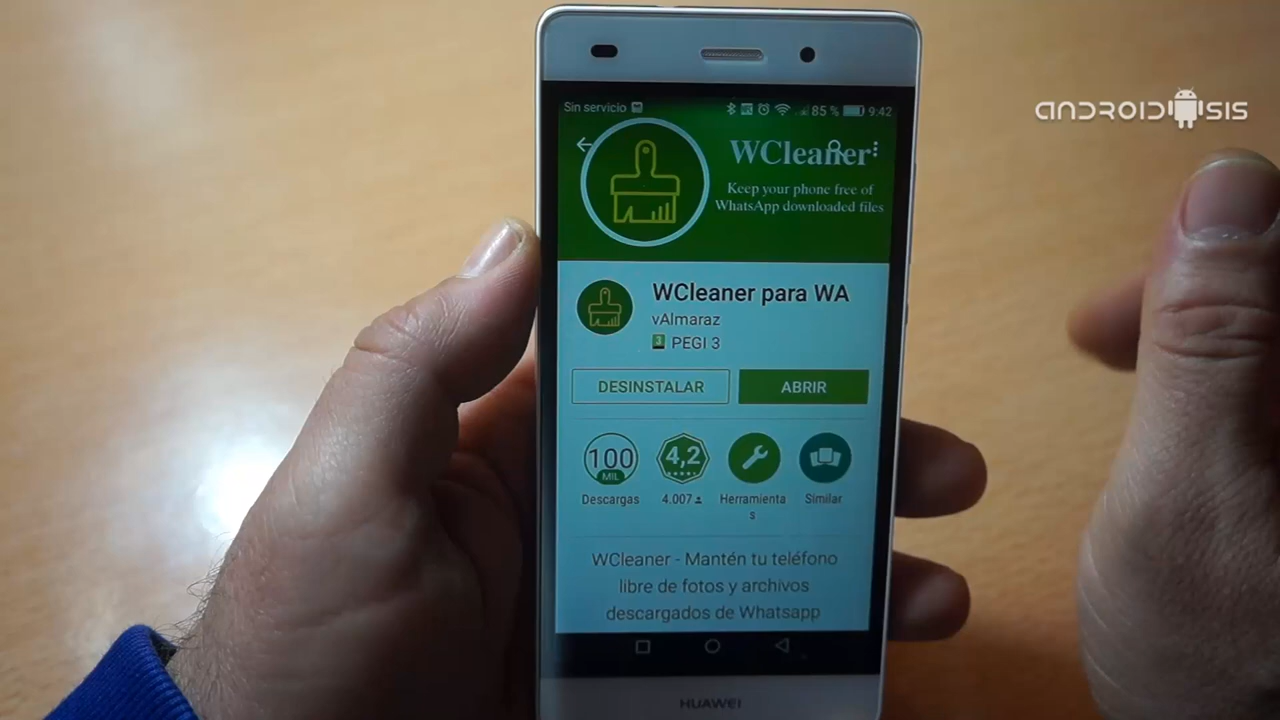 ANDROIDSIS
Sin servicio
85 %
9:42
WCleaner
Keep your phone free of
WhatsApp downloaded files
WCleaner para WA
vAlmaraz
3 PEGI 3
DESINSTALAR
ABRIR
100
MIL
4,2
Descargas
4.007
Herramienta
s
Similar
WCleaner - Mantén tu teléfono
libre de fotos y archivos
descargados de Whatsapp
HUAWEI